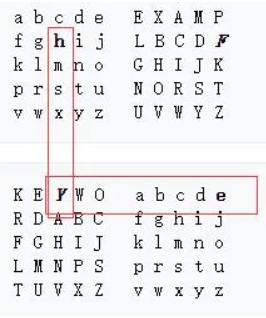 a b c d e E X A M P
f g h i j L B C D F
k l m n o G H I J K
p r s t u N O R S T
v w x y z U V W Y Z
K E Y W O a b c d e
R D A B C f g h i j
F G H I J k l m n o
L M N P S p r s t u
T U V X Z v w x y z